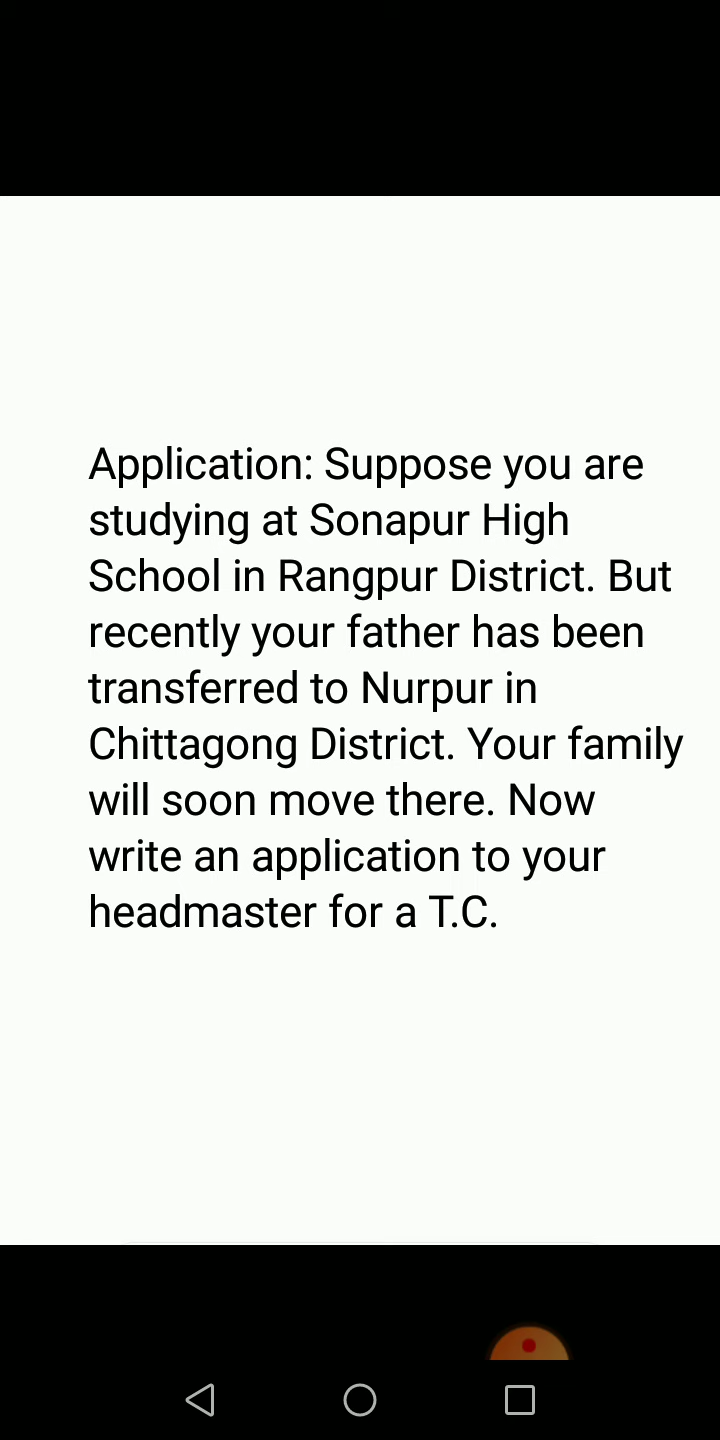 Application: Suppose you are
studying at Sonapur High
School in Rangpur District. But
recently your father has been
transferred to Nurpur in
Chittagong District. Your family
will soon move there. Now
write an application to your
headmaster for a T.C.